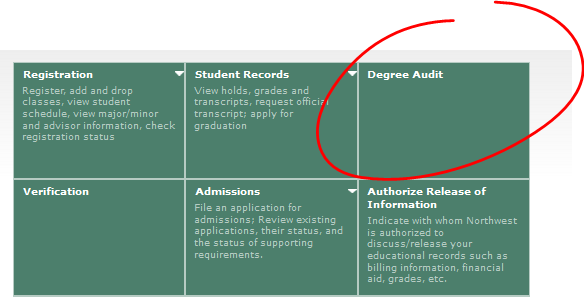 Registration
Register, add and drop
classes, view student
schedule, view major/minor
and advisor information, check
registration status
Student Records
View holds, grades and
transcripts, request official
transcript; apply for
graduation
Degree Audit
Verification
Admissions
File an application for
admissions; Review existing
applications, their status, and
the status of supporting
requirements.
Authorize Release of
Information
Indicate with whom Northwest
is authorized to
discuss/release your
educational records such as
billing information, financial
aid, grades, etc.